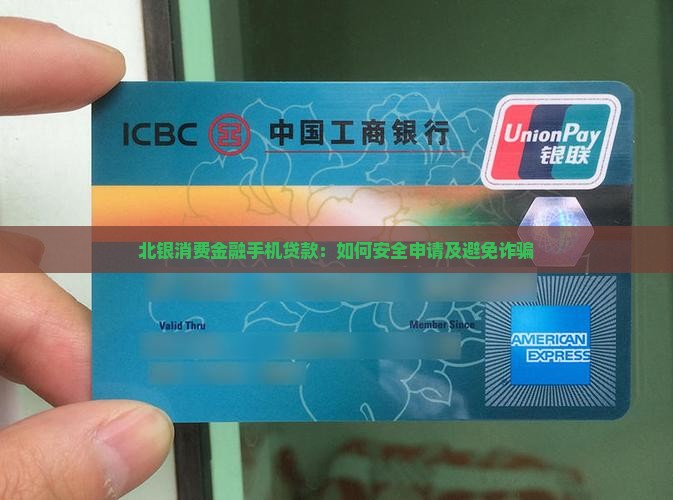 ICBC 中国工商银行
UnionPay
银联
北银消费金融手机贷款：如何安全申请及避免诈骗
Valid Thru
Member Since
AMERICAN
EXPRESS